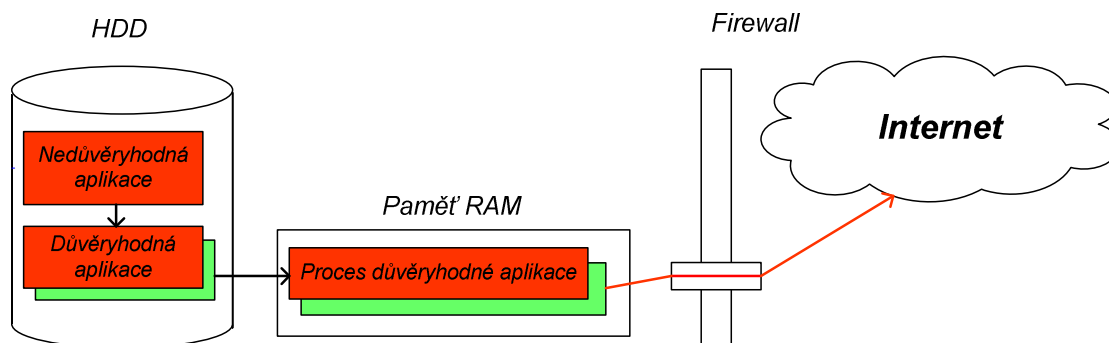 HDD
Firewall
Nedůvěryhodná
aplikace
Internet
Paměť RAM
Důvěryhodná
aplikace
Proces důvěryhodné aplikace